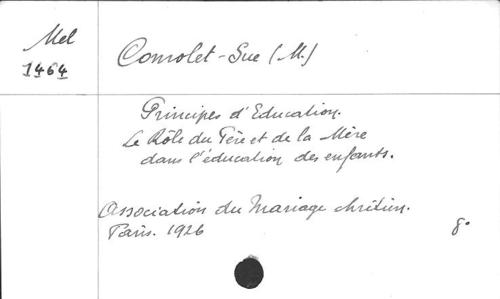 Mel
1464
Comolet-Sue (M.)
Principes d'Education.
Le Rôle du Père et de la Mère
dans l'éducation des enfants.
Association du Mariage chrétien.
Paris. 1926
8°